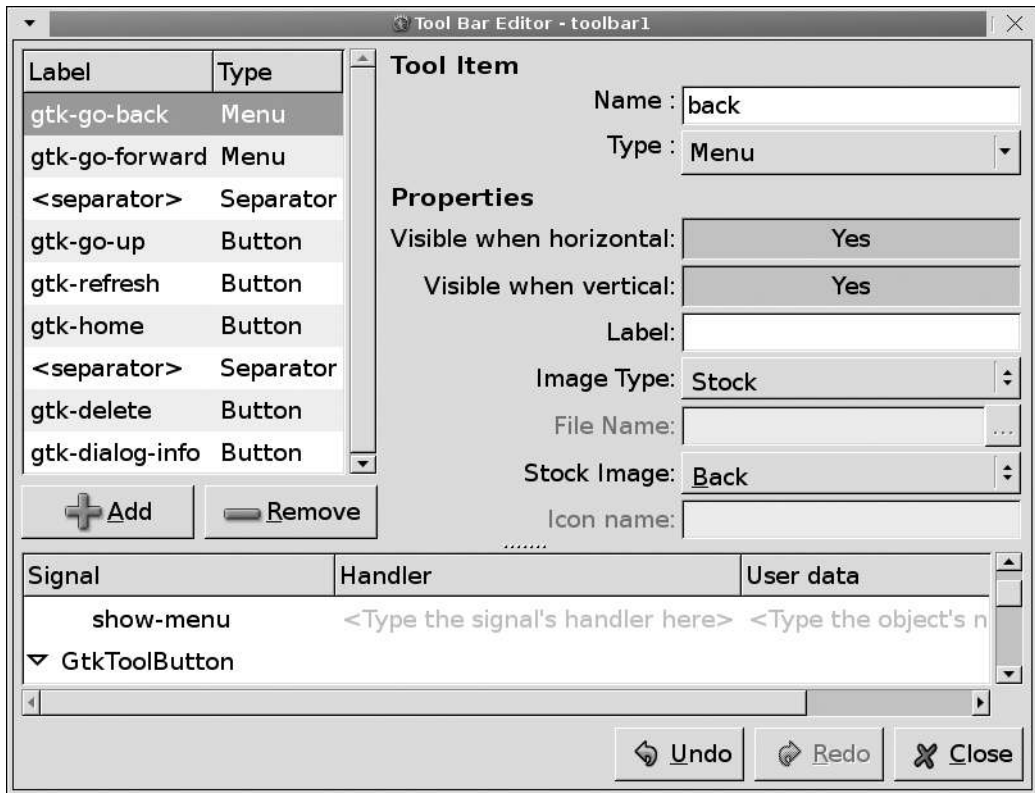 Tool Bar Editor - toolbar1
Label Type
gtk-go-back Menu
gtk-go-forward Menu
<separator> Separator
gtk-go-up Button
gtk-refresh Button
gtk-home Button
<separator> Separator
gtk-delete Button
gtk-dialog-info Button
Add Remove
Tool Item
Name : back
Type : Menu
Properties
Visible when horizontal: Yes
Visible when vertical: Yes
Label:
Image Type: Stock
File Name: ...
Stock Image: Back
Icon name:
Signal Handler User data
show-menu <Type the signal's handler here> <Type the object's n
GtkToolButton
Undo Redo Close